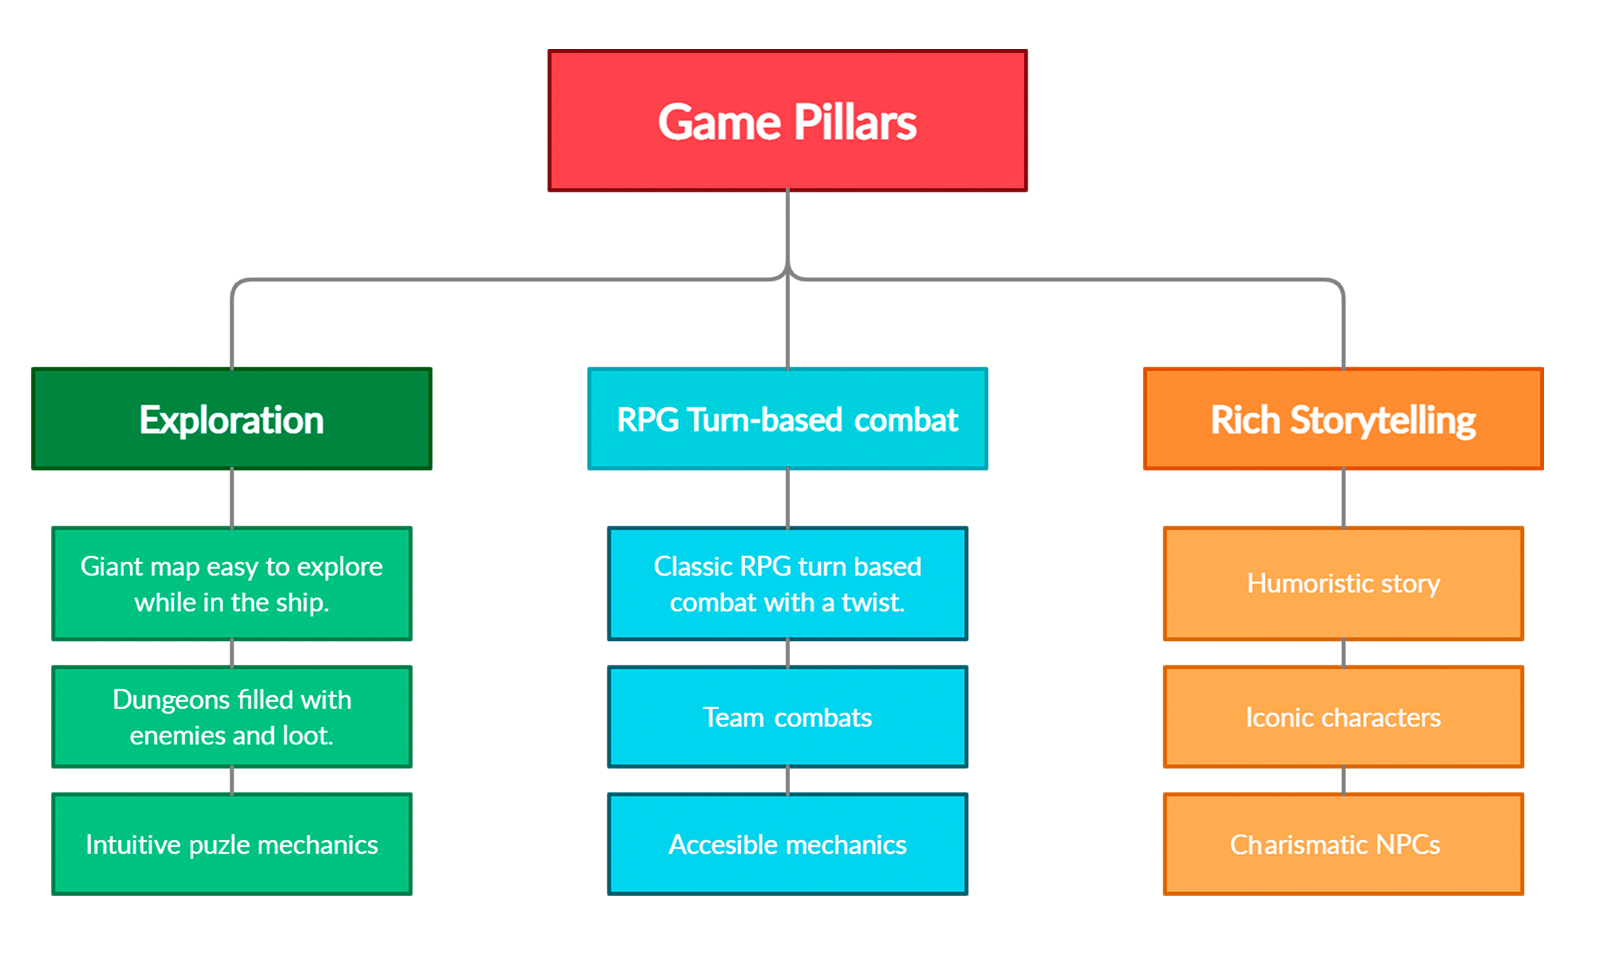 Game Pillars
Exploration
Giant map easy to explore
while in the ship.
Dungeons filled with
enemies and loot.
Intuitive puzle mechanics
RPG Turn-based combat
Classic RPG turn based
combat with a twist.
Team combats
Accesible mechanics
Rich Storytelling
Humoristic story
Iconic characters
Charismatic NPCs